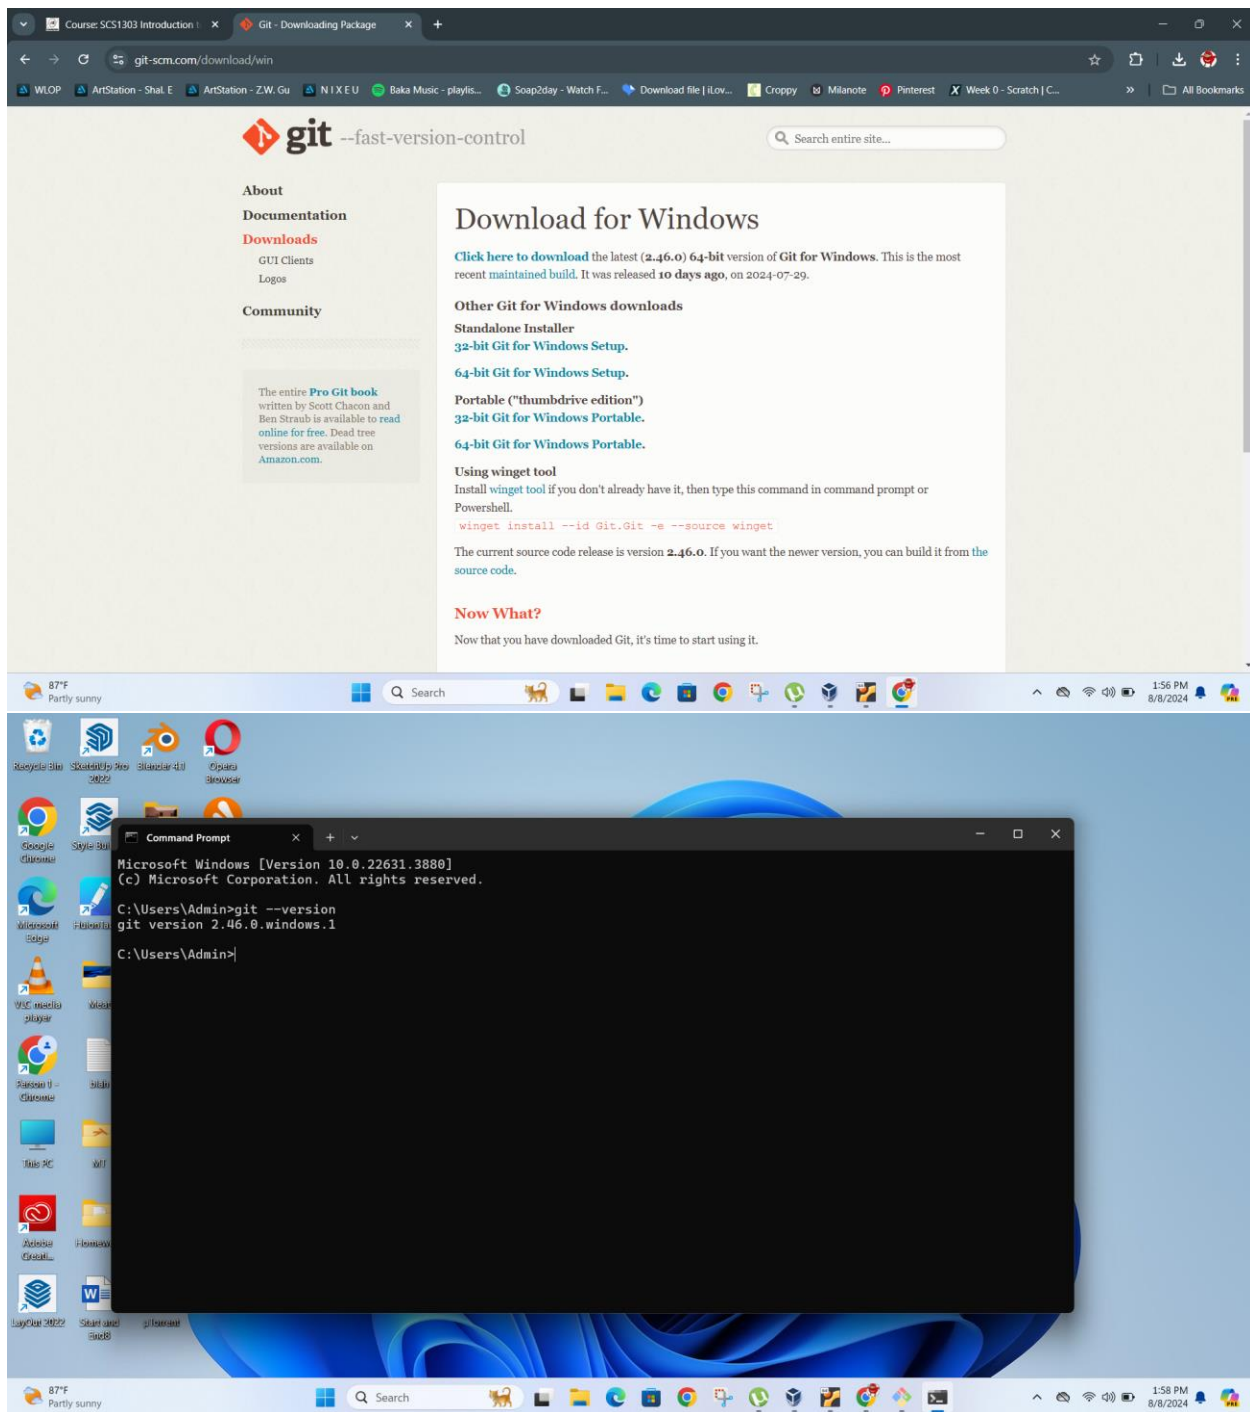 Course: SCS1303 Introduction t
Git - Downloading Package
git-scm.com/download/win
WLOP
ArtStation - Shal. E
ArtStation - Z.W. Gu
N I X E U
Baka Music - playlis...
Soap2day - Watch F...
Download file | iLov...
Croppy
Milanote
Pinterest
Week 0 - Scratch | C...
All Bookmarks
git --fast-version-control
Search entire site...
About
Documentation
Downloads
GUI Clients
Logos
Community
The entire Pro Git book
written by Scott Chacon and
Ben Straub is available to read
online for free. Dead tree
versions are available on
Amazon.com.
Download for Windows
Click here to download the latest (2.46.0) 64-bit version of Git for Windows. This is the most
recent maintained build. It was released 10 days ago, on 2024-07-29.
Other Git for Windows downloads
Standalone Installer
32-bit Git for Windows Setup.
64-bit Git for Windows Setup.
Portable ("thumbdrive edition")
32-bit Git for Windows Portable.
64-bit Git for Windows Portable.
Using winget tool
Install winget tool if you don't already have it, then type this command in command prompt or
Powershell.
winget install --id Git.Git -e --source winget
The current source code release is version 2.46.0. If you want the newer version, you can build it from the
source code.
Now What?
Now that you have downloaded Git, it's time to start using it.
87°F
Partly sunny
Search
1:56 PM
8/8/2024
Recycle Bin
SketchUp Pro
2022
Blender 4.1
Opera
Browser
Google
Chrome
Style Buil
Microsoft
Edge
HuionTa
VLC media
player
Person 1 -
Chrome
blah
This PC
MT
Adobe
Creati...
Homew
LayOut 2022
Start and
End8
µTorrent
Command Prompt
Microsoft Windows [Version 10.0.22631.3880]
(c) Microsoft Corporation. All rights reserved.
C:\Users\Admin>git --version
git version 2.46.0.windows.1
C:\Users\Admin>
87°F
Partly sunny
Search
1:58 PM
8/8/2024